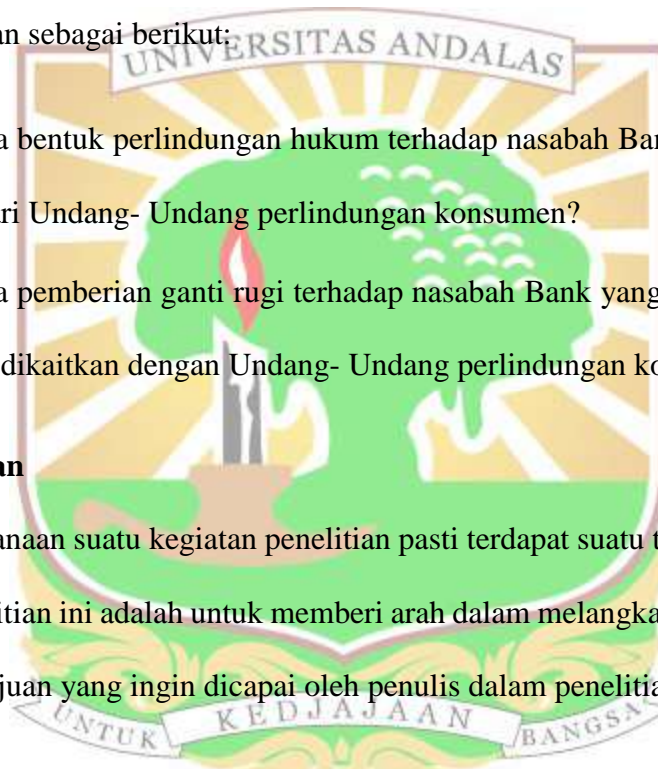 an sebagai berikut:
UNIVERSITAS ANDALAS
a bentuk perlindungan hukum terhadap nasabah Ban
ri Undang- Undang perlindungan konsumen?
a pemberian ganti rugi terhadap nasabah Bank yang
dikaitkan dengan Undang- Undang perlindungan ko
an
anaan suatu kegiatan penelitian pasti terdapat suatu t
itian ini adalah untuk memberi arah dalam melangka
juan yang ingin dicapai oleh penulis dalam penelitia
UNTUK KEDJAJAAN BANGSA